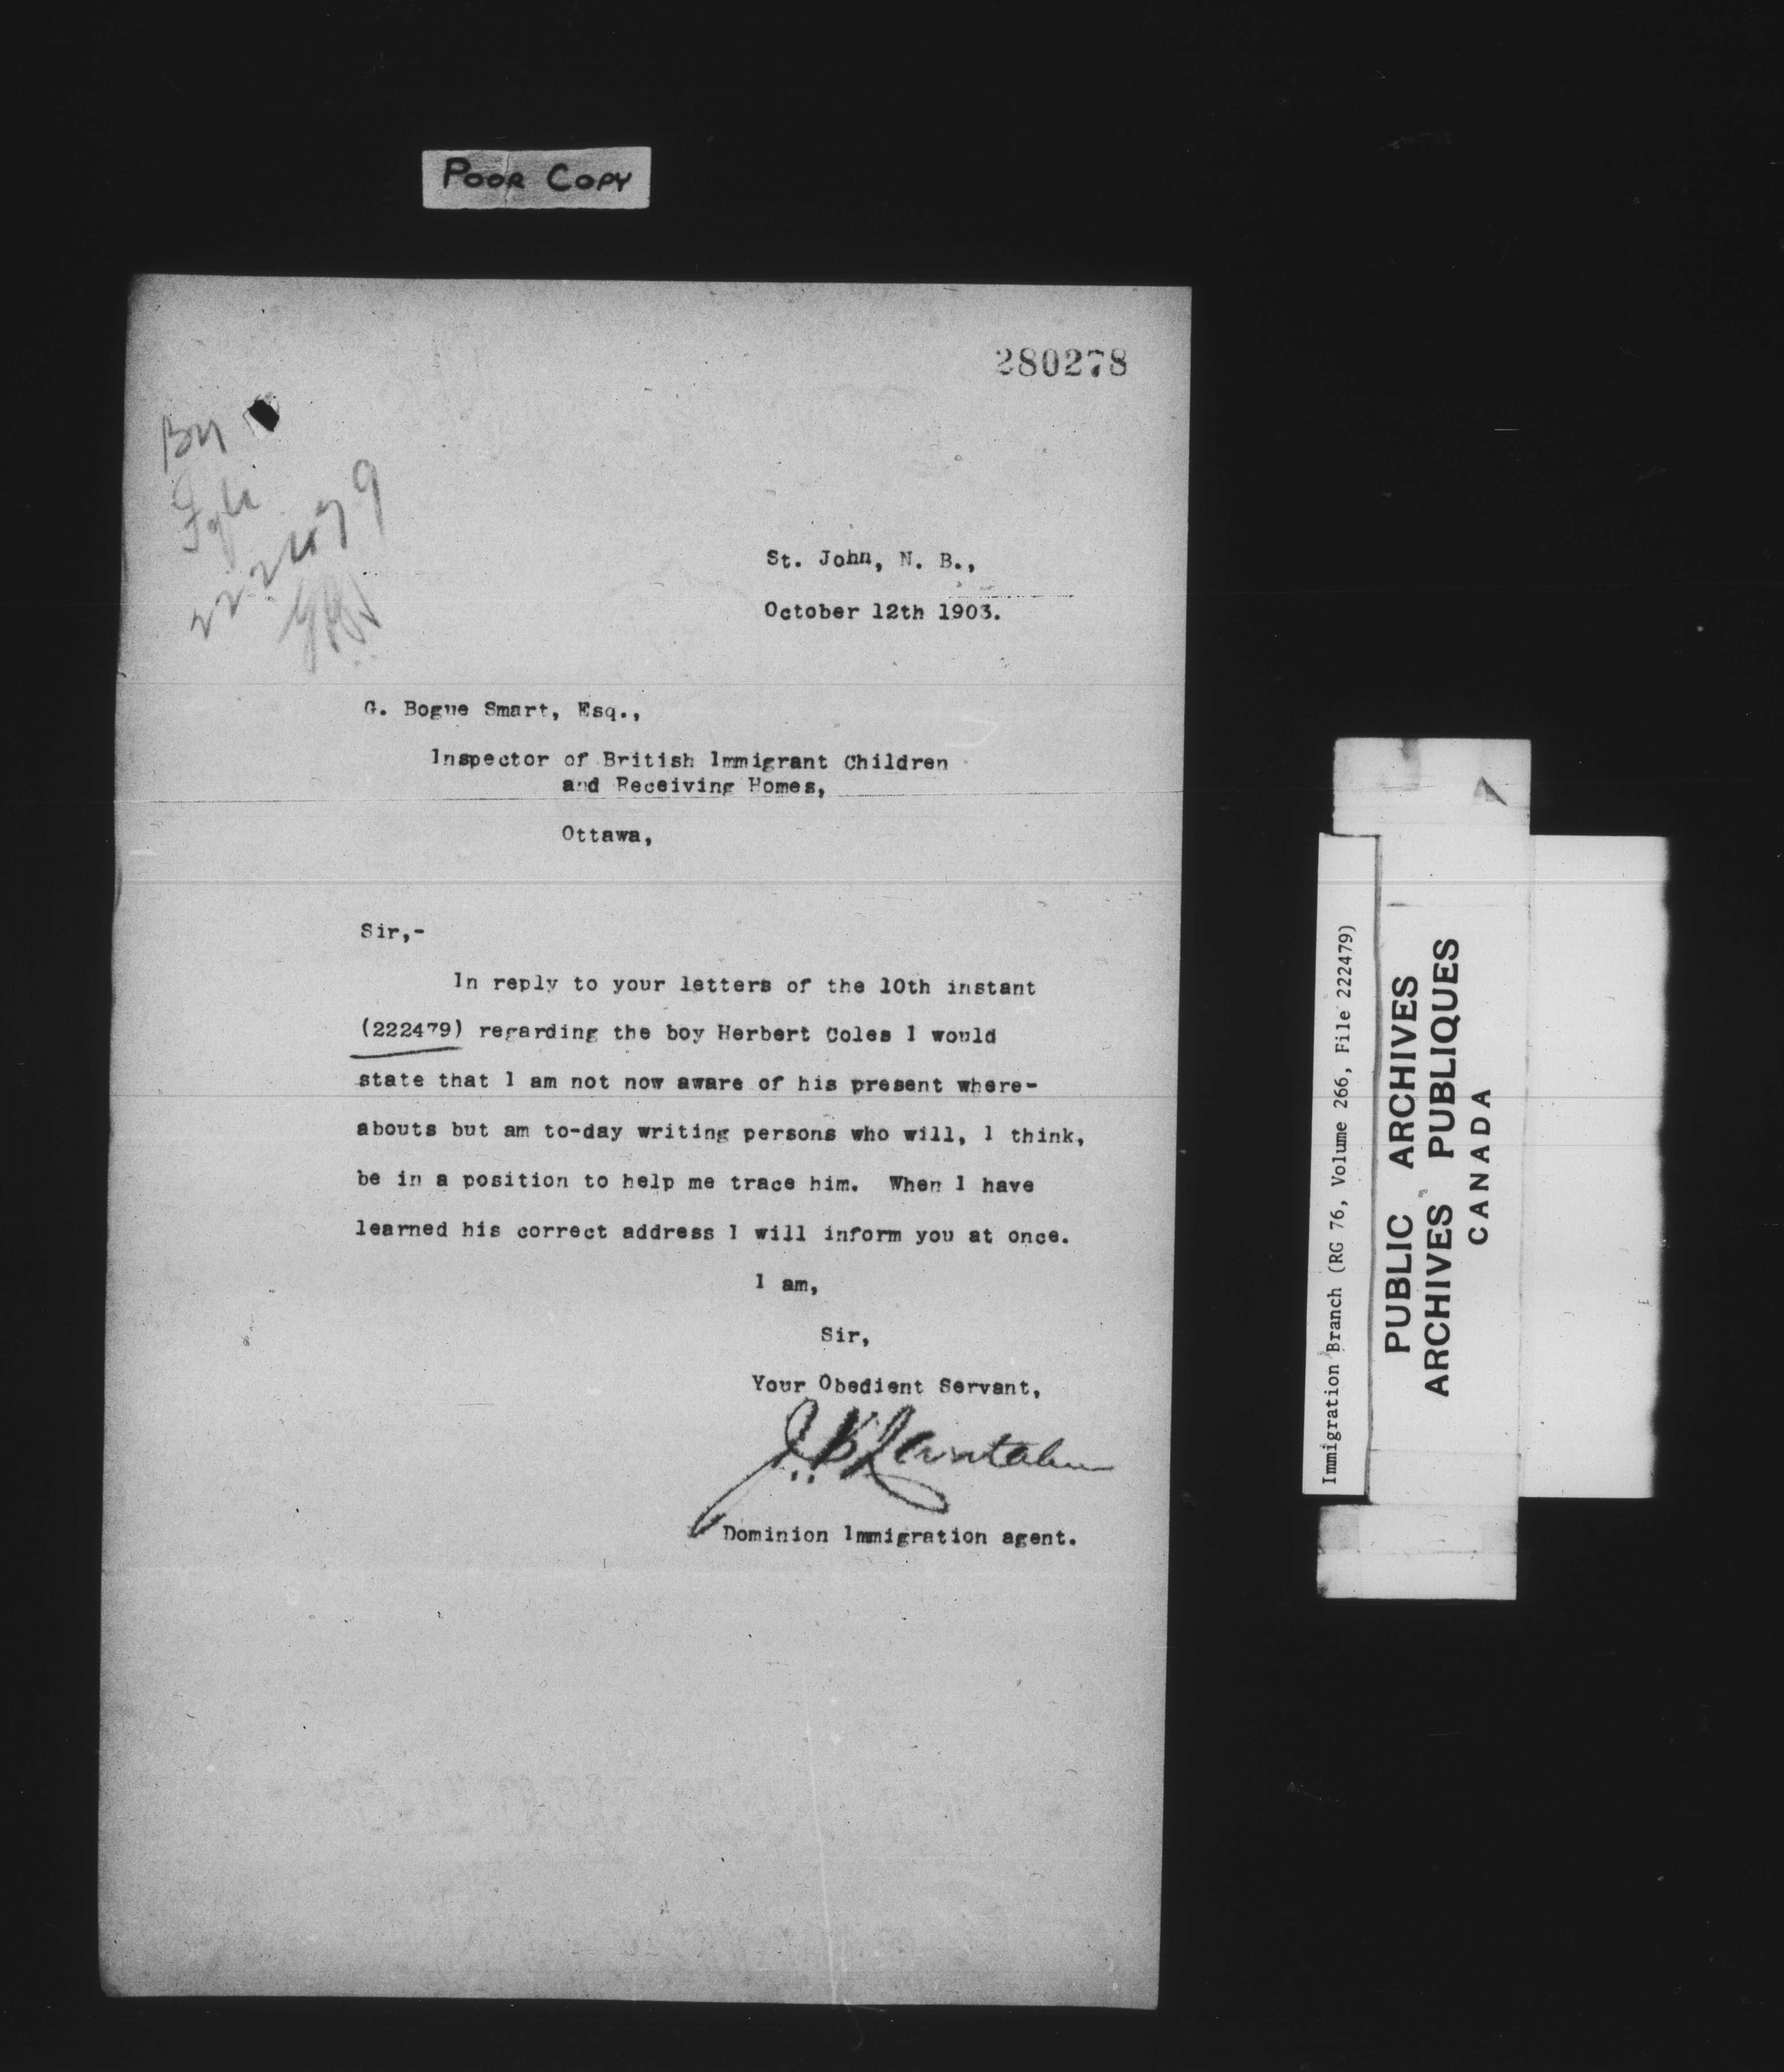 POOR COPY
280278
222479
St. John, N. B.,
October 12th 1903.
G. Bogue Smart, Esq.,
Inspector of British Immigrant Children
and Receiving Homes,
Ottawa,
Sir,-
In reply to your letters of the 10th instant
(222479) regarding the boy Herbert Coles I would
state that I am not now aware of his present where-
abouts but am to-day writing persons who will, I think,
be in a position to help me trace him. When I have
learned his correct address I will inform you at once.
I am,
Sir,
Your Obedient Servant,
Dominion Immigration agent.
Immigration Branch (RG 76, Volume 266, File 222479)
PUBLIC ARCHIVES
ARCHIVES PUBLIQUES
CANADA